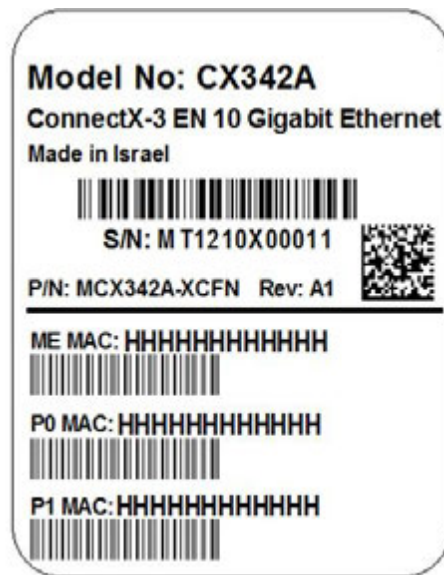 Model No: CX342A
ConnectX-3 EN 10 Gigabit Ethernet
Made in Israel
S/N: MT1210X00011
P/N: MCX342A-XCFN Rev: A1
ME MAC: HHHHHHHHHHHH
P0 MAC: HHHHHHHHHHHH
P1 MAC: HHHHHHHHHHHH